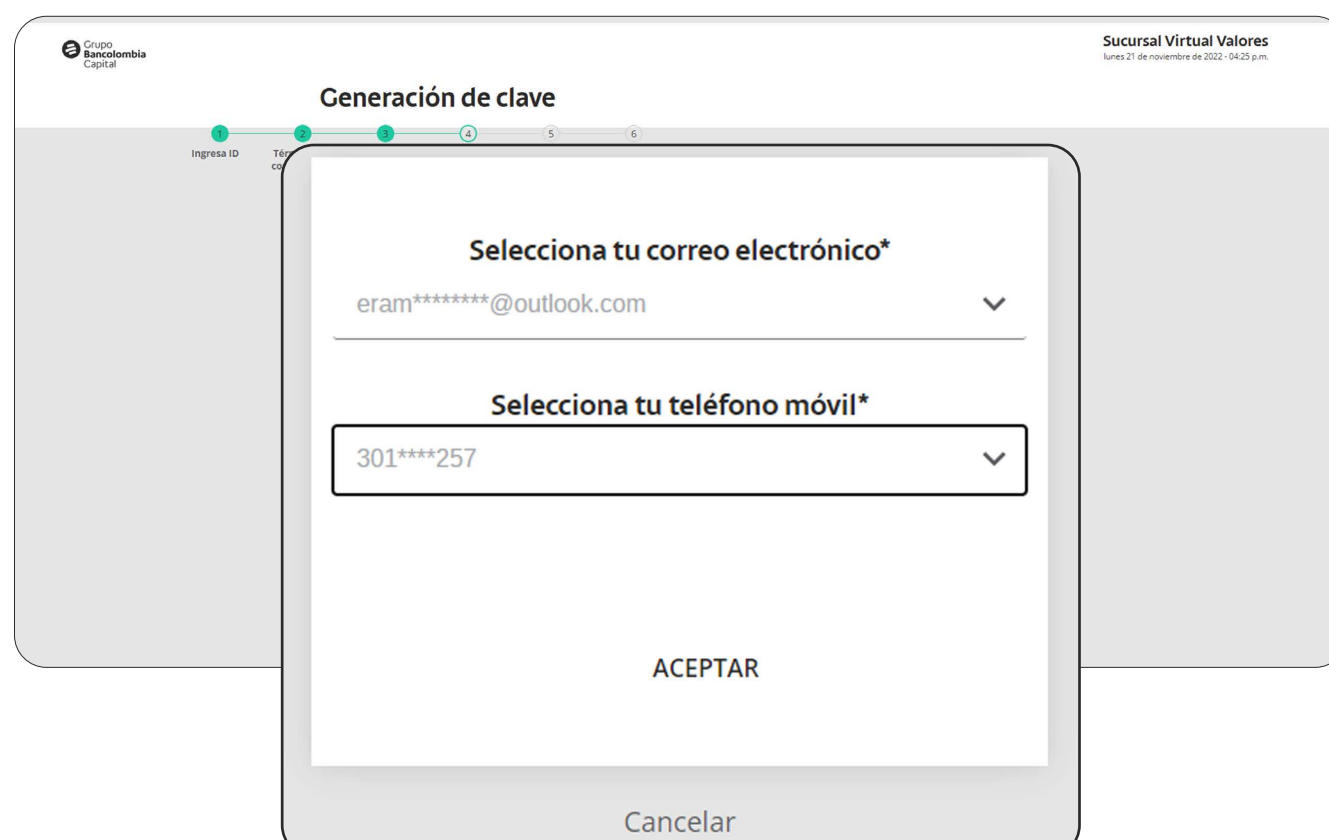 Grupo
Bancolombia
Capital
Sucursal Virtual Valores
lunes 21 de noviembre de 2022 - 04:25 p.m.
Generación de clave
1 2 3 4 5 6
Ingresa ID
Selecciona tu correo electrónico*
eram********@outlook.com
Selecciona tu teléfono móvil*
301****257
ACEPTAR
Cancelar